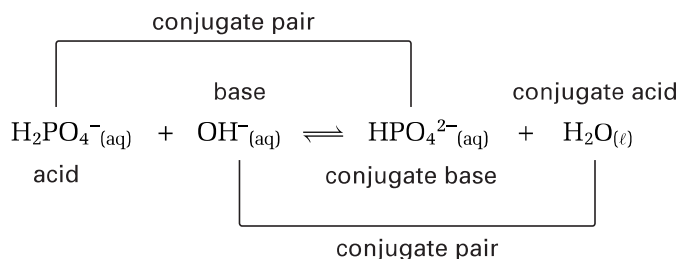 conjugate pair
base conjugate acid
H₂PO₄⁻(aq) + OH⁻(aq) ⇌ HPO₄²⁻(aq) + H₂O(ℓ)
acid conjugate base
conjugate pair